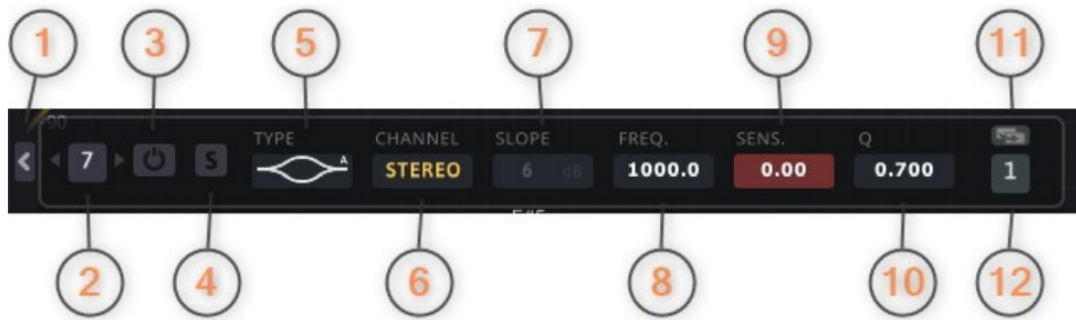 1 3 5 7 9 11
90
TYPE CHANNEL SLOPE FREQ. SENS. Q
7 S A STEREO 6 dB 1000.0 0.00 0.700 1
2 4 6 8 10 12